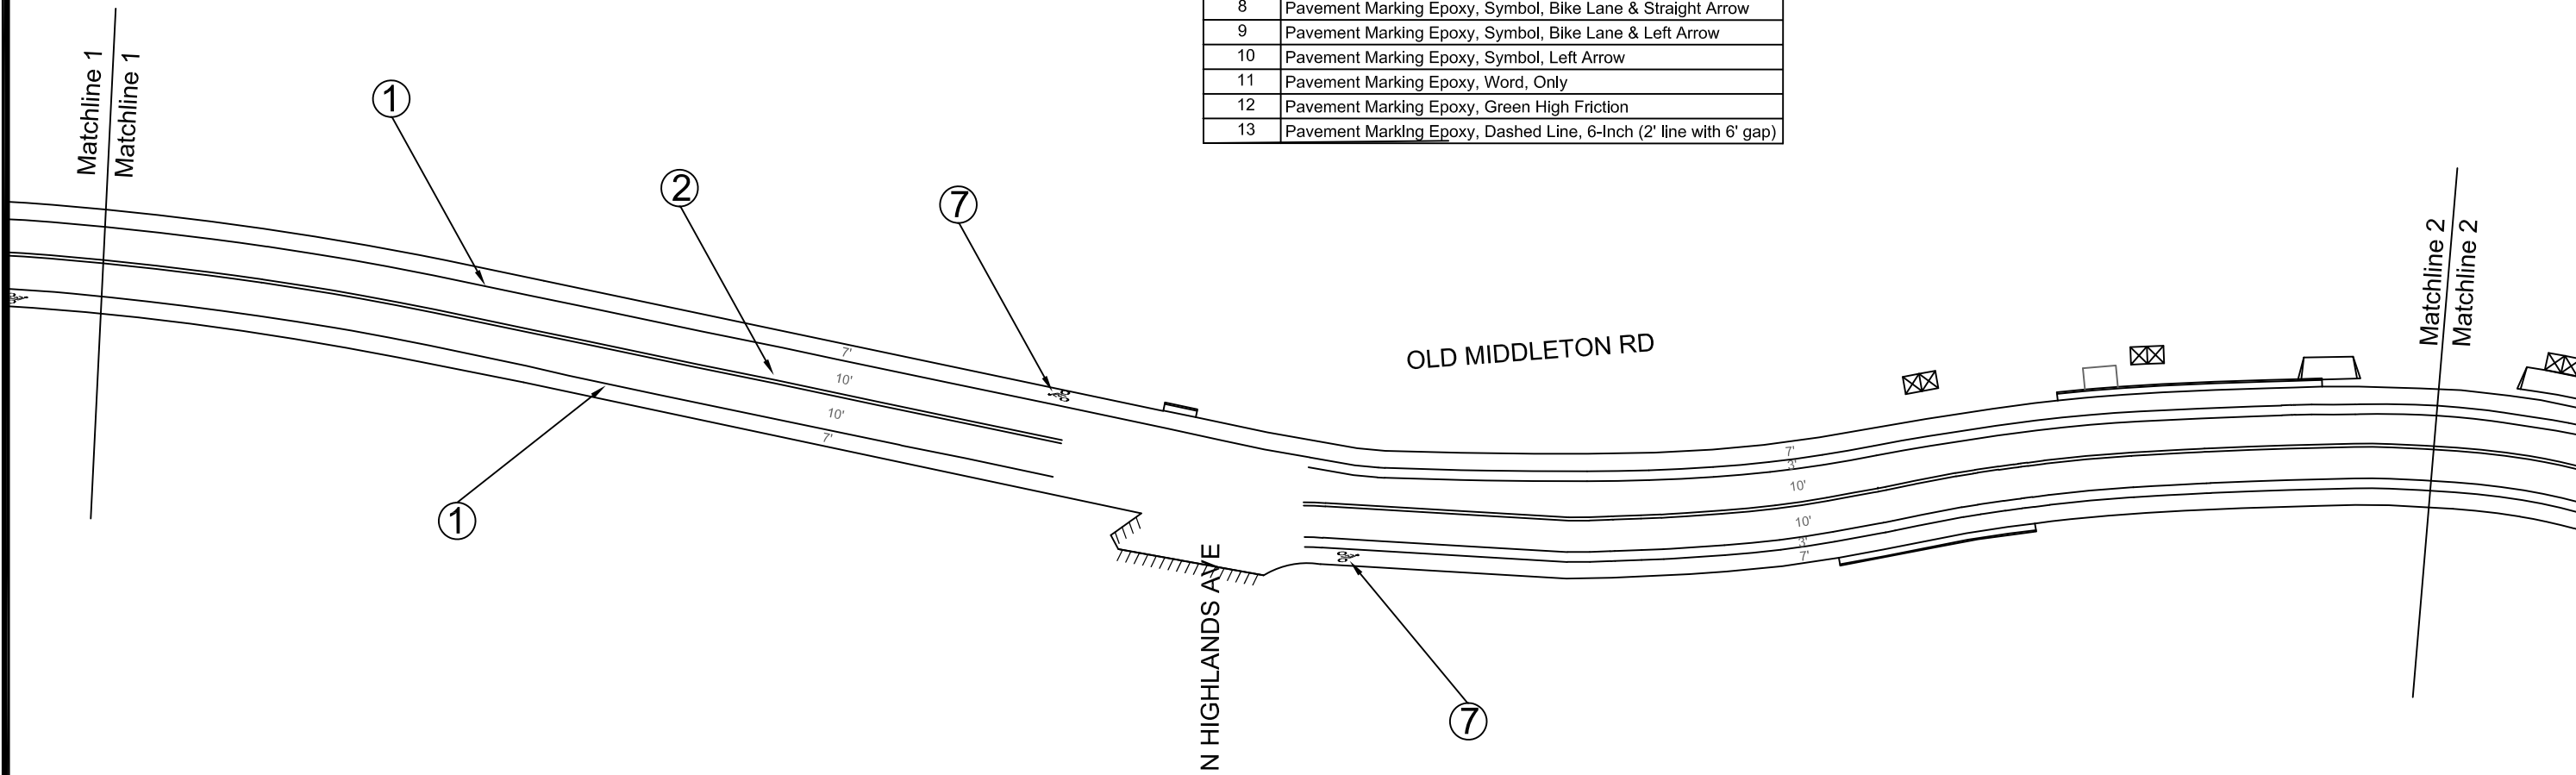 8 Pavement Marking Epoxy, Symbol, Bike Lane & Straight Arrow
9 Pavement Marking Epoxy, Symbol, Bike Lane & Left Arrow
10 Pavement Marking Epoxy, Symbol, Left Arrow
11 Pavement Marking Epoxy, Word, Only
12 Pavement Marking Epoxy, Green High Friction
13 Pavement Marking Epoxy, Dashed Line, 6-Inch (2' line with 6' gap)
Matchline 1
Matchline 1
1
2
7
7'
10'
10'
7'
1
OLD MIDDLETON RD
N HIGHLANDS AVE
7
7'
3'
10'
10'
3'
7'
Matchline 2
Matchline 2